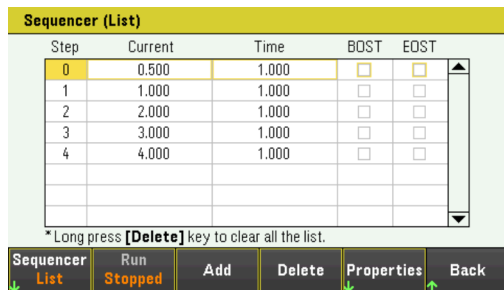 Sequencer (List)
Step Current Time BOST EOST
0 0.500 1.000
1 1.000 1.000
2 2.000 1.000
3 3.000 1.000
4 4.000 1.000
* Long press [Delete] key to clear all the list.
Sequencer Run Add Delete Properties Back
List Stopped